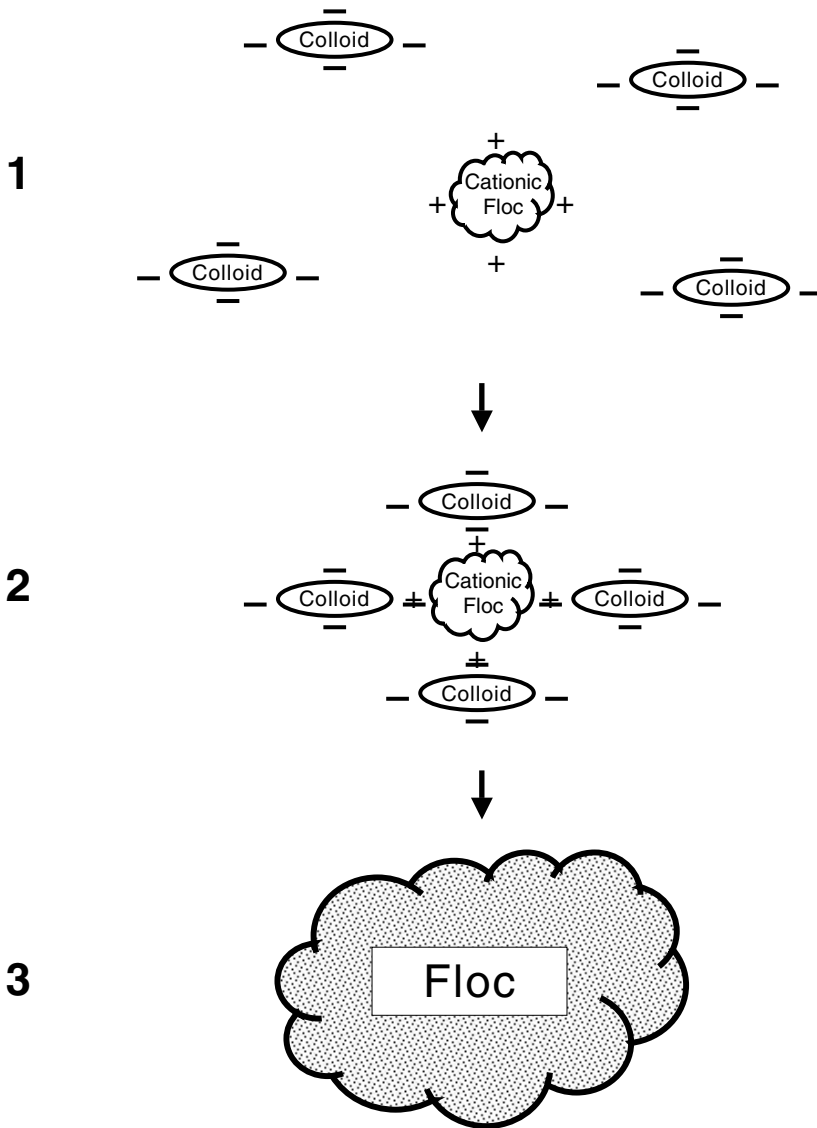 Colloid
Colloid
1
Cationic
Floc
+
+
+
+
Colloid
Colloid
2
Colloid
+
Colloid
+
Cationic
Floc
+
Colloid
+
Colloid
3
Floc